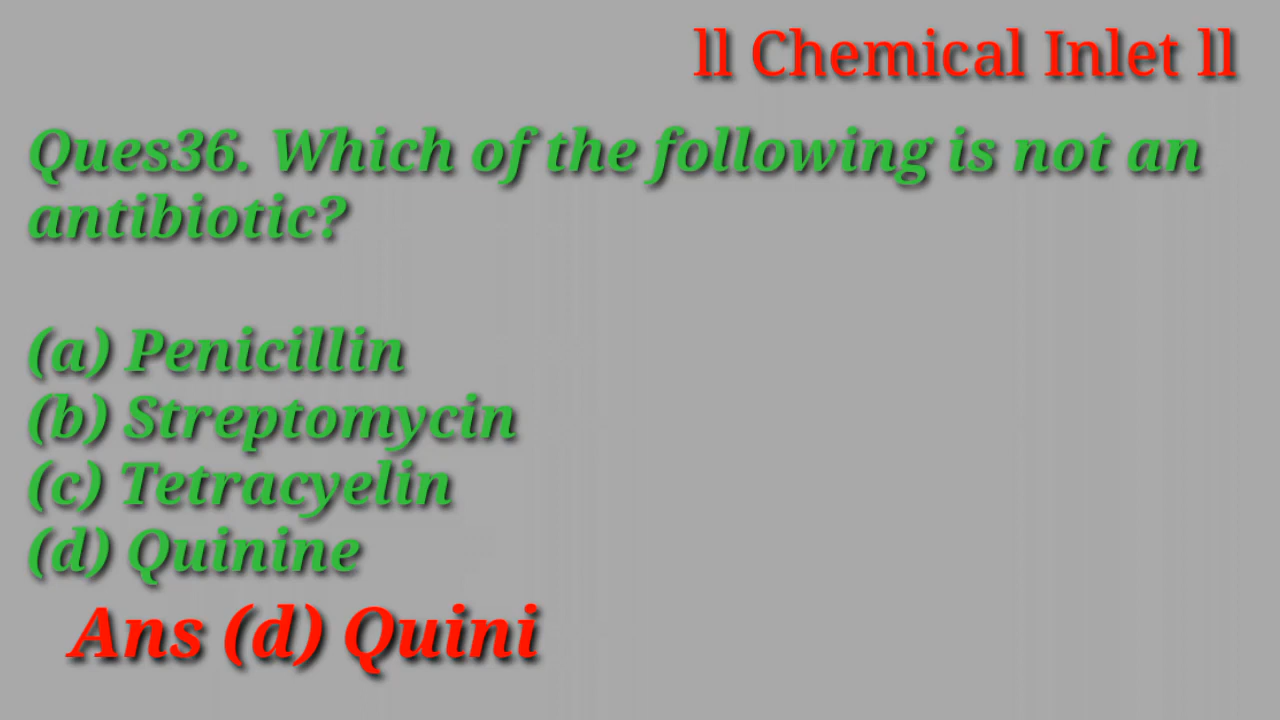 ll Chemical Inlet ll
Ques36. Which of the following is not an
antibiotic?
(a) Penicillin
(b) Streptomycin
(c) Tetracyelin
(d) Quinine
Ans (d) Quini